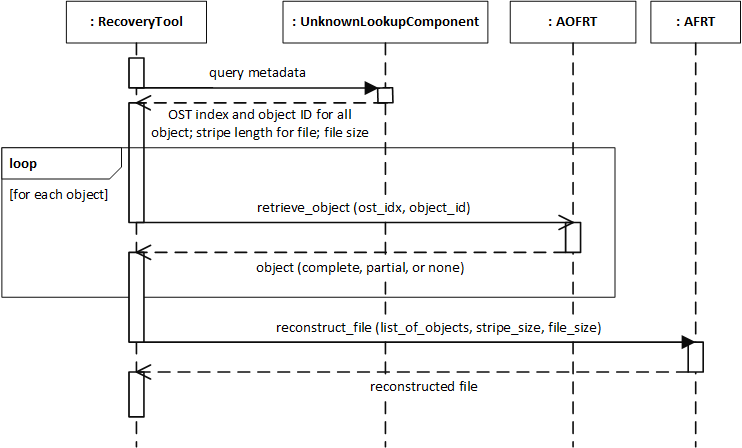 : RecoveryTool
: UnknownLookupComponent
: AOFRT
: AFRT
query metadata
OST index and object ID for all
object; stripe length for file; file size
loop
[for each object]
retrieve_object (ost_idx, object_id)
object (complete, partial, or none)
reconstruct_file (list_of_objects, stripe_size, file_size)
reconstructed file